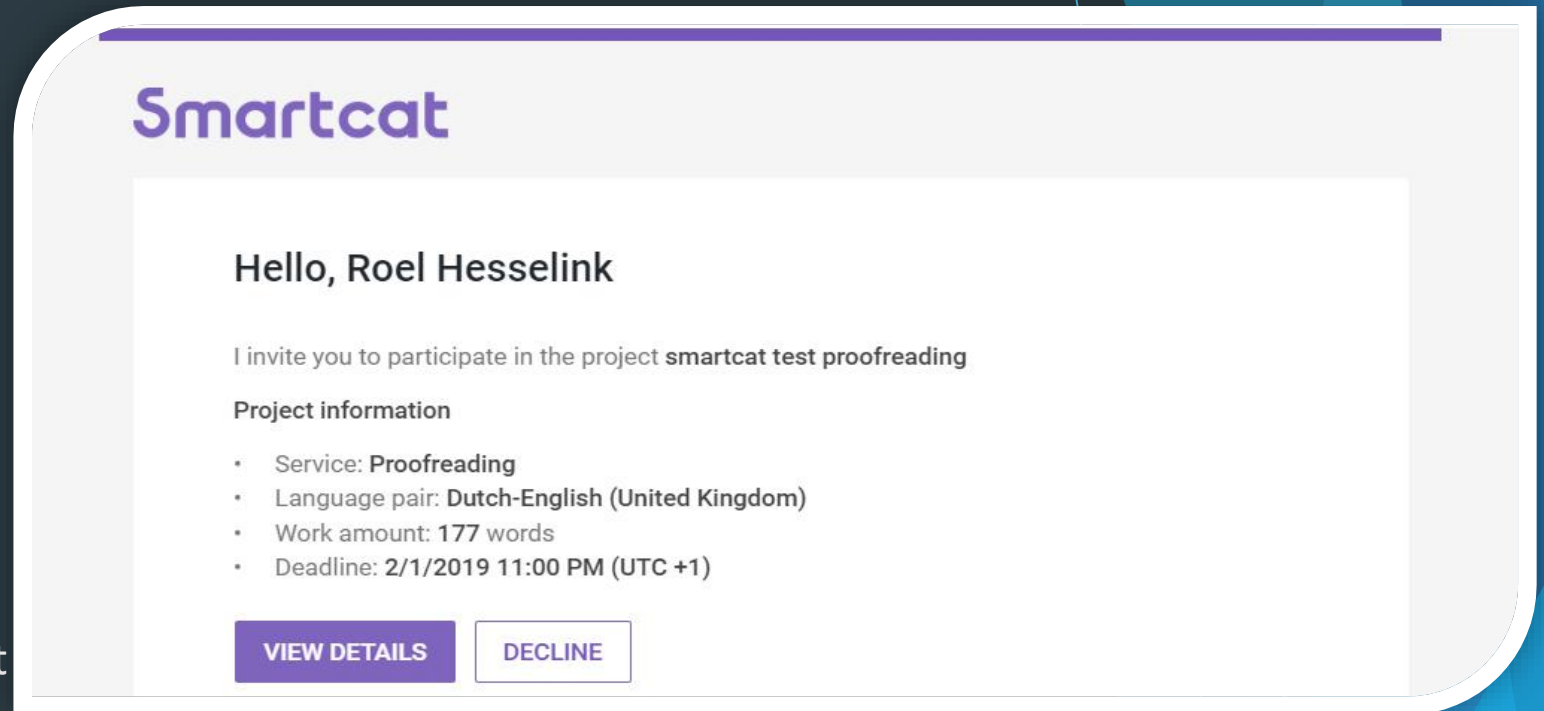 Smartcat
Hello, Roel Hesselink
I invite you to participate in the project smartcat test proofreading
Project information
• Service: Proofreading
• Language pair: Dutch-English (United Kingdom)
• Work amount: 177 words
• Deadline: 2/1/2019 11:00 PM (UTC +1)
VIEW DETAILS DECLINE
t